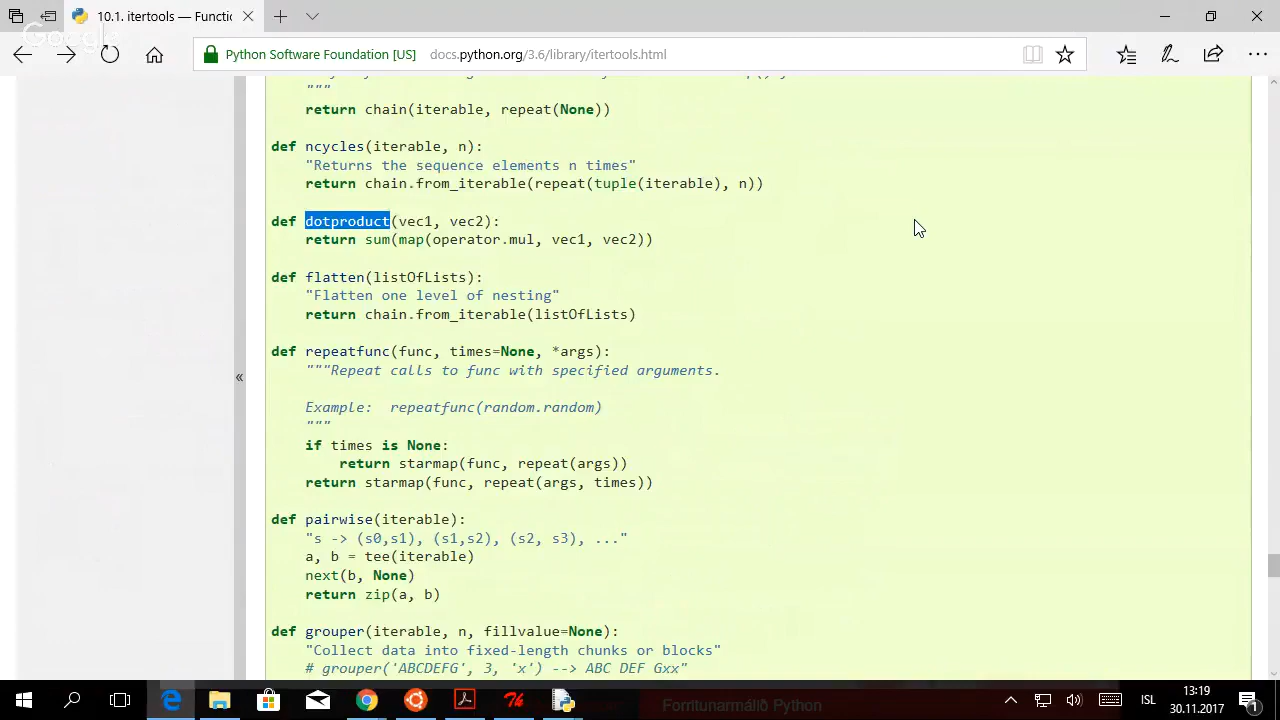 10.1. itertools — Functio
Google
Python Software Foundation [US]
docs.python.org/3.6/library/itertools.html
"""
return chain(iterable, repeat(None))
def ncycles(iterable, n):
"Returns the sequence elements n times"
return chain.from_iterable(repeat(tuple(iterable), n))
def dotproduct(vec1, vec2):
return sum(map(operator.mul, vec1, vec2))
def flatten(listOfLists):
"Flatten one level of nesting"
return chain.from_iterable(listOfLists)
def repeatfunc(func, times=None, *args):
"""Repeat calls to func with specified arguments.
Example:  repeatfunc(random.random)
"""
if times is None:
return starmap(func, repeat(args))
return starmap(func, repeat(args, times))
def pairwise(iterable):
"s -> (s0,s1), (s1,s2), (s2, s3), ..."
a, b = tee(iterable)
next(b, None)
return zip(a, b)
def grouper(iterable, n, fillvalue=None):
"Collect data into fixed-length chunks or blocks"
# grouper('ABCDEFG', 3, 'x') --> ABC DEF Gxx"
«
Forritunarmálið Python
ISL
13:19
30.11.2017
1